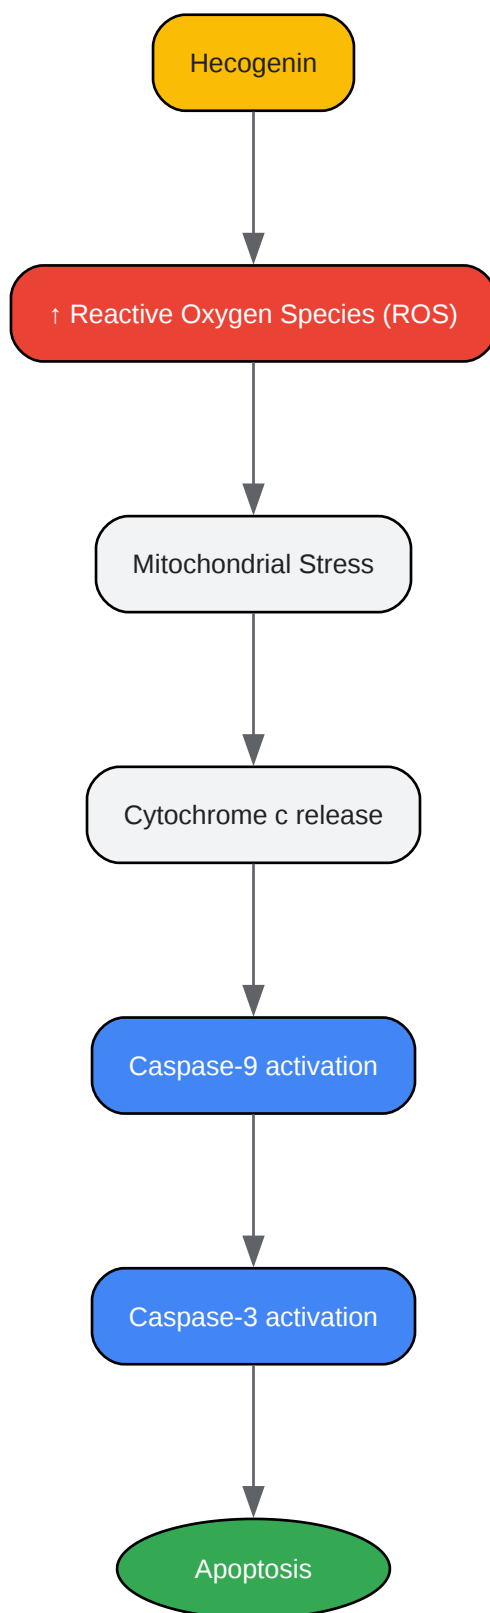 Hecogenin
↑ Reactive Oxygen Species (ROS)
Mitochondrial Stress
Cytochrome c release
Caspase-9 activation
Caspase-3 activation
Apoptosis